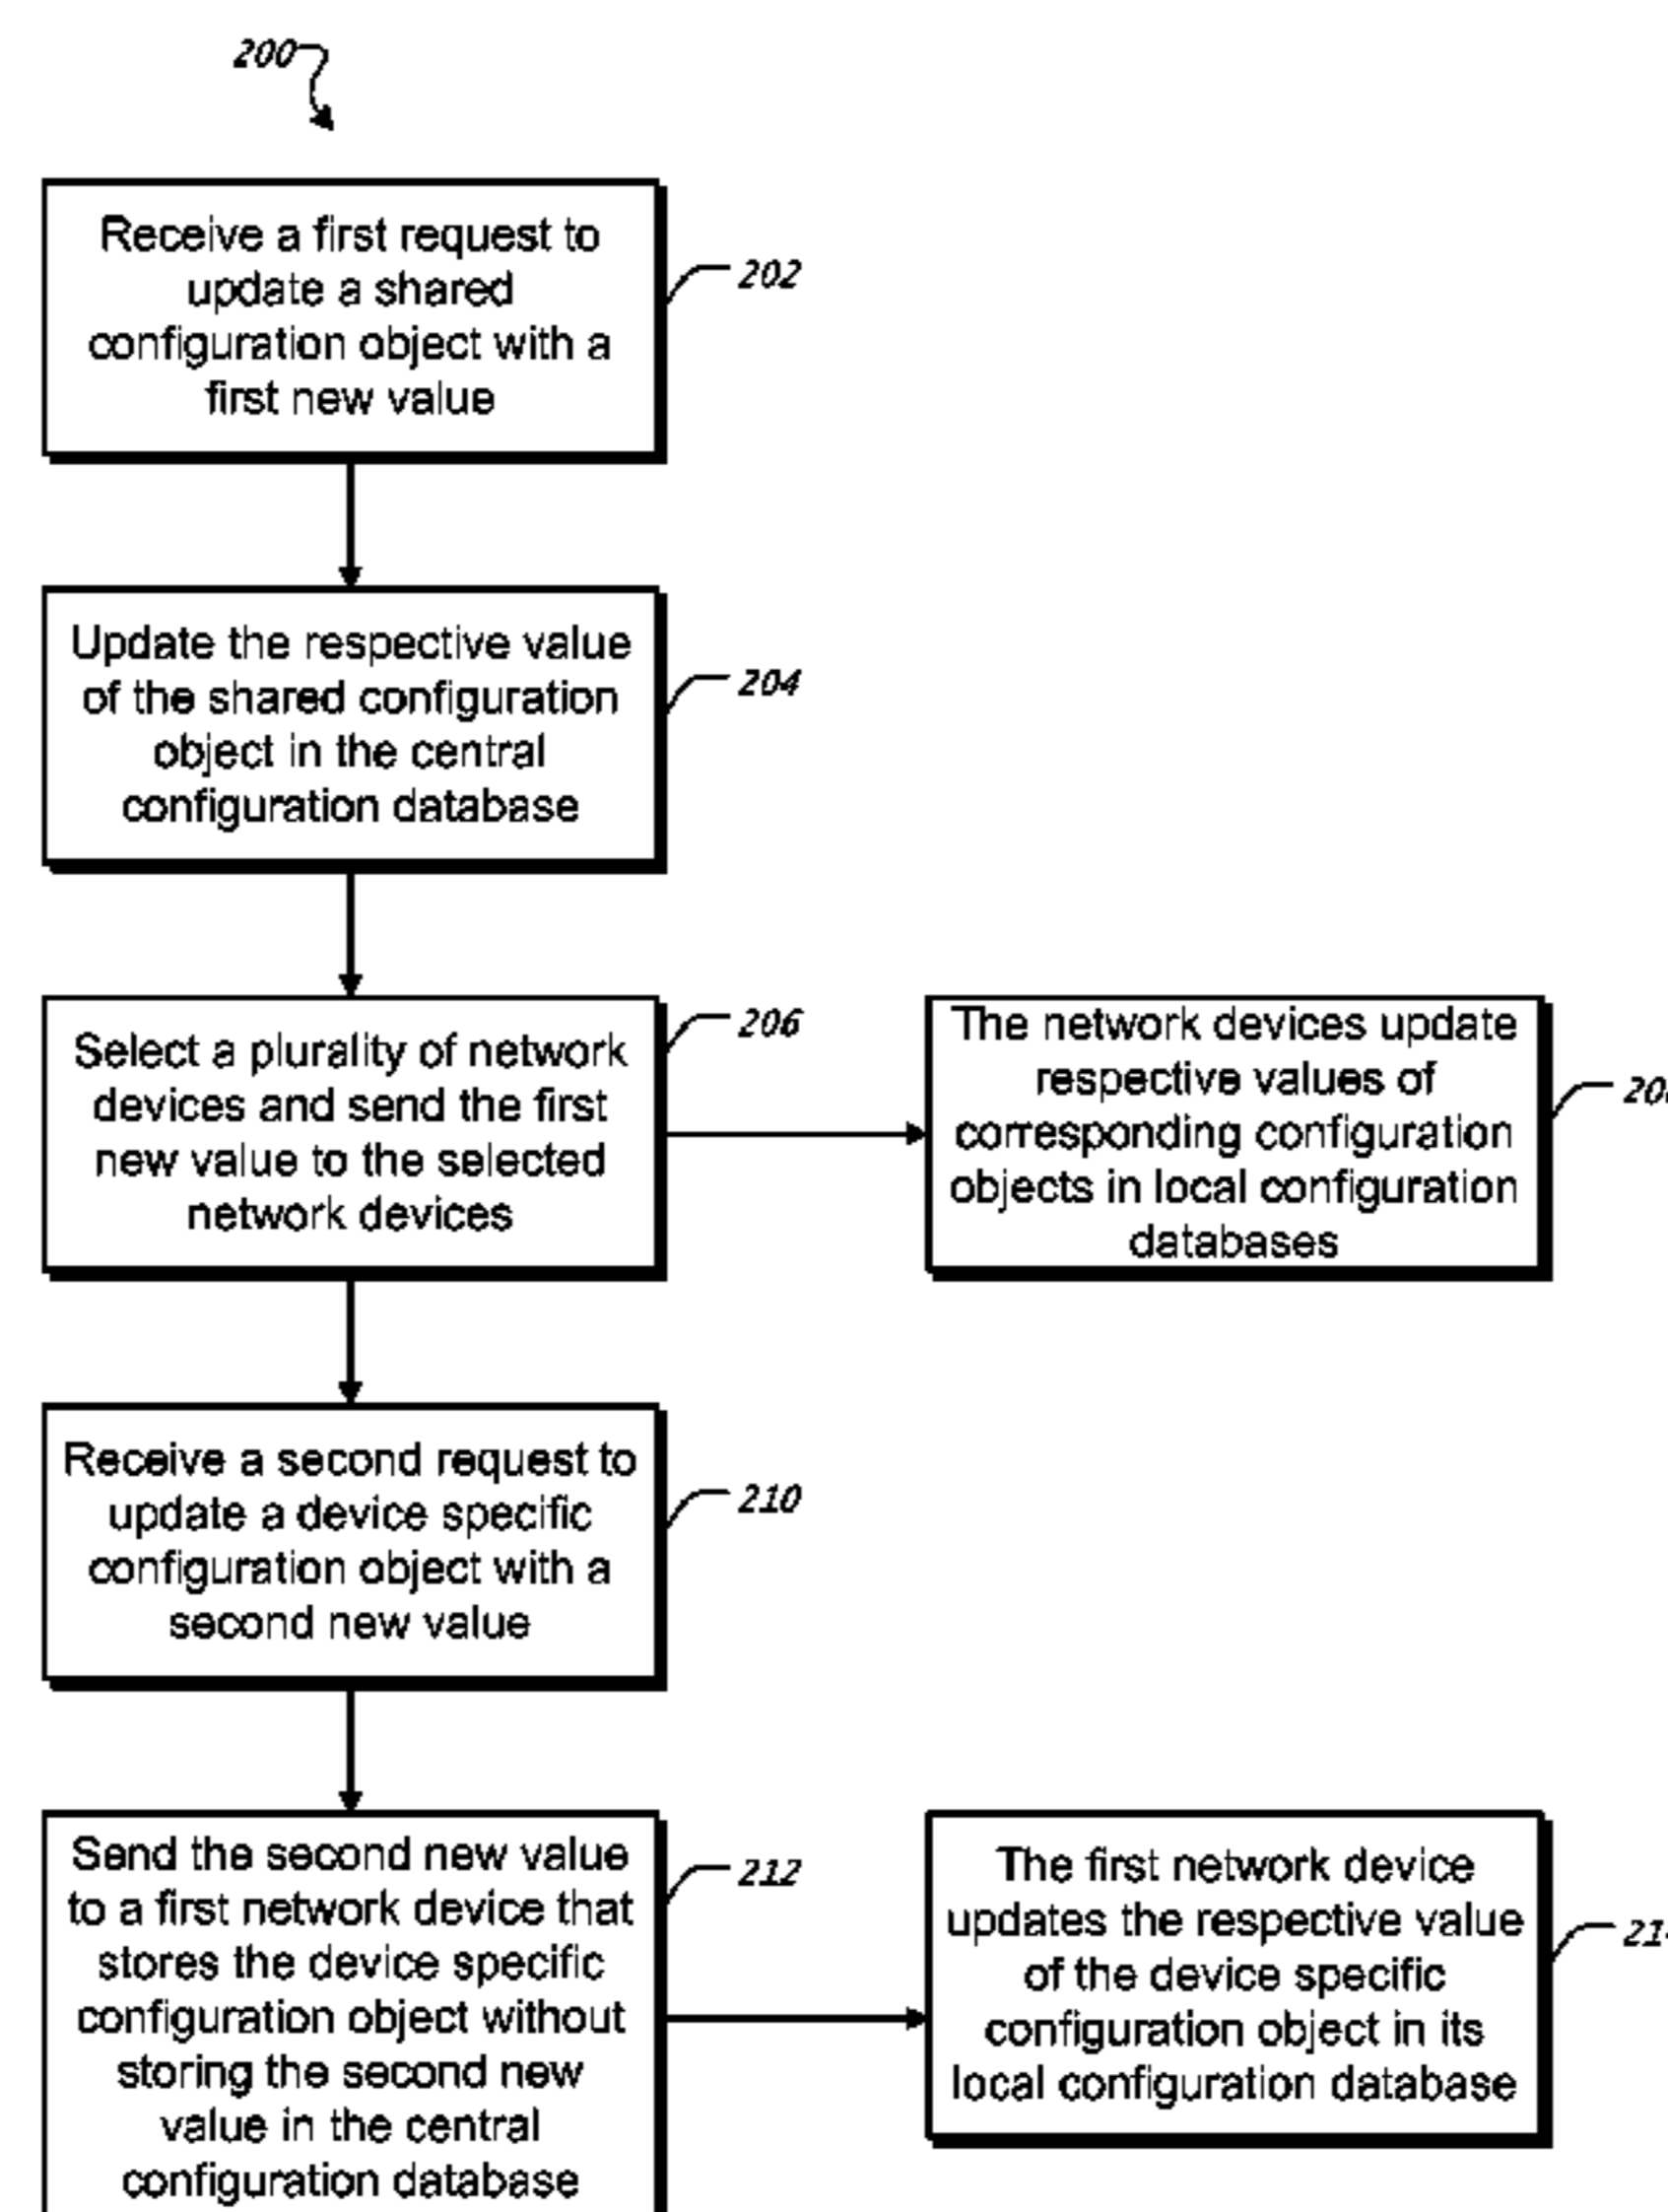 200
Receive a first request to
update a shared
configuration object with a
first new value
202
Update the respective value
of the shared configuration
object in the central
configuration database
204
Select a plurality of network
devices and send the first
new value to the selected
network devices
206
The network devices update
respective values of
corresponding configuration
objects in local configuration
databases
Receive a second request to
update a device specific
configuration object with a
second new value
210
Send the second new value
to a first network device that
stores the device specific
configuration object without
storing the second new
value in the central
configuration database
212
The first network device
updates the respective value
of the device specific
configuration object in its
local configuration database